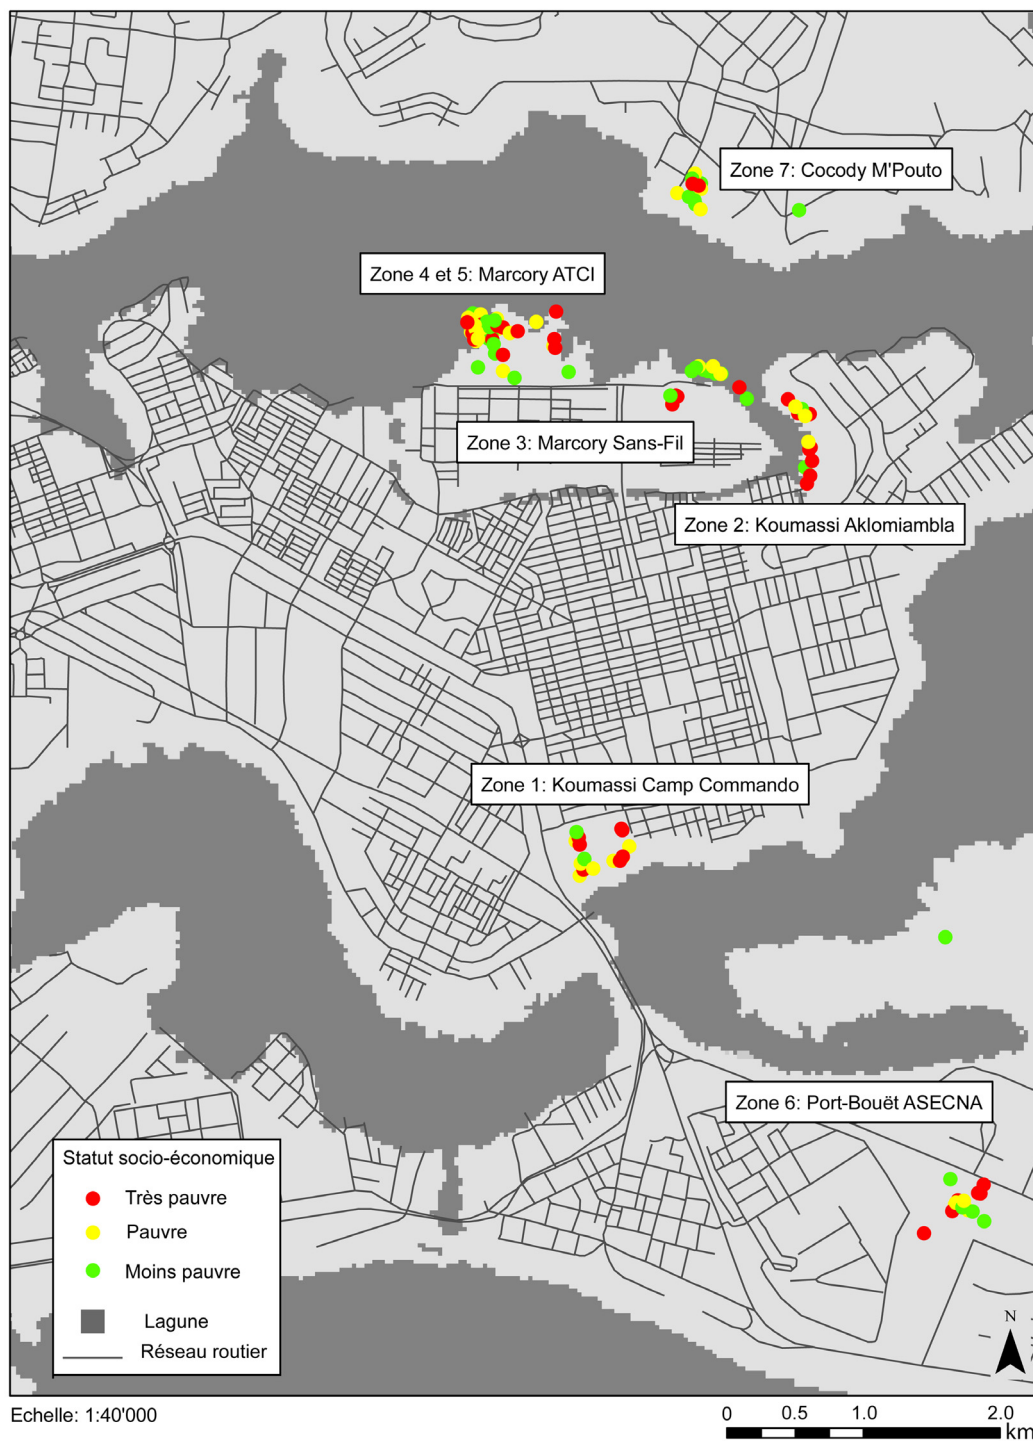 Zone 7: Cocody M'Pouto
Zone 4 et 5: Marcory ATCI
Zone 3: Marcory Sans-Fil
Zone 2: Koumassi Aklomiambla
Zone 1: Koumassi Camp Commando
Zone 6: Port-Bouët ASECNA
Statut socio-économique
Très pauvre
Pauvre
Moins pauvre
Lagune
Réseau routier
N
Echelle: 1:40'000
0 0.5 1.0 2.0
km